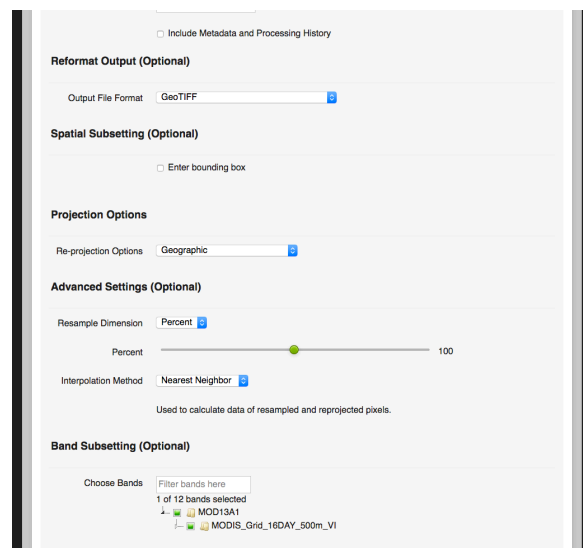 Include Metadata and Processing History
Reformat Output (Optional)
Output File Format GeoTIFF
Spatial Subsetting (Optional)
Enter bounding box
Projection Options
Re-projection Options Geographic
Advanced Settings (Optional)
Resample Dimension Percent
Percent 100
Interpolation Method Nearest Neighbor
Used to calculate data of resampled and reprojected pixels.
Band Subsetting (Optional)
Choose Bands Filter bands here
1 of 12 bands selected
MOD13A1
MODIS_Grid_16DAY_500m_VI